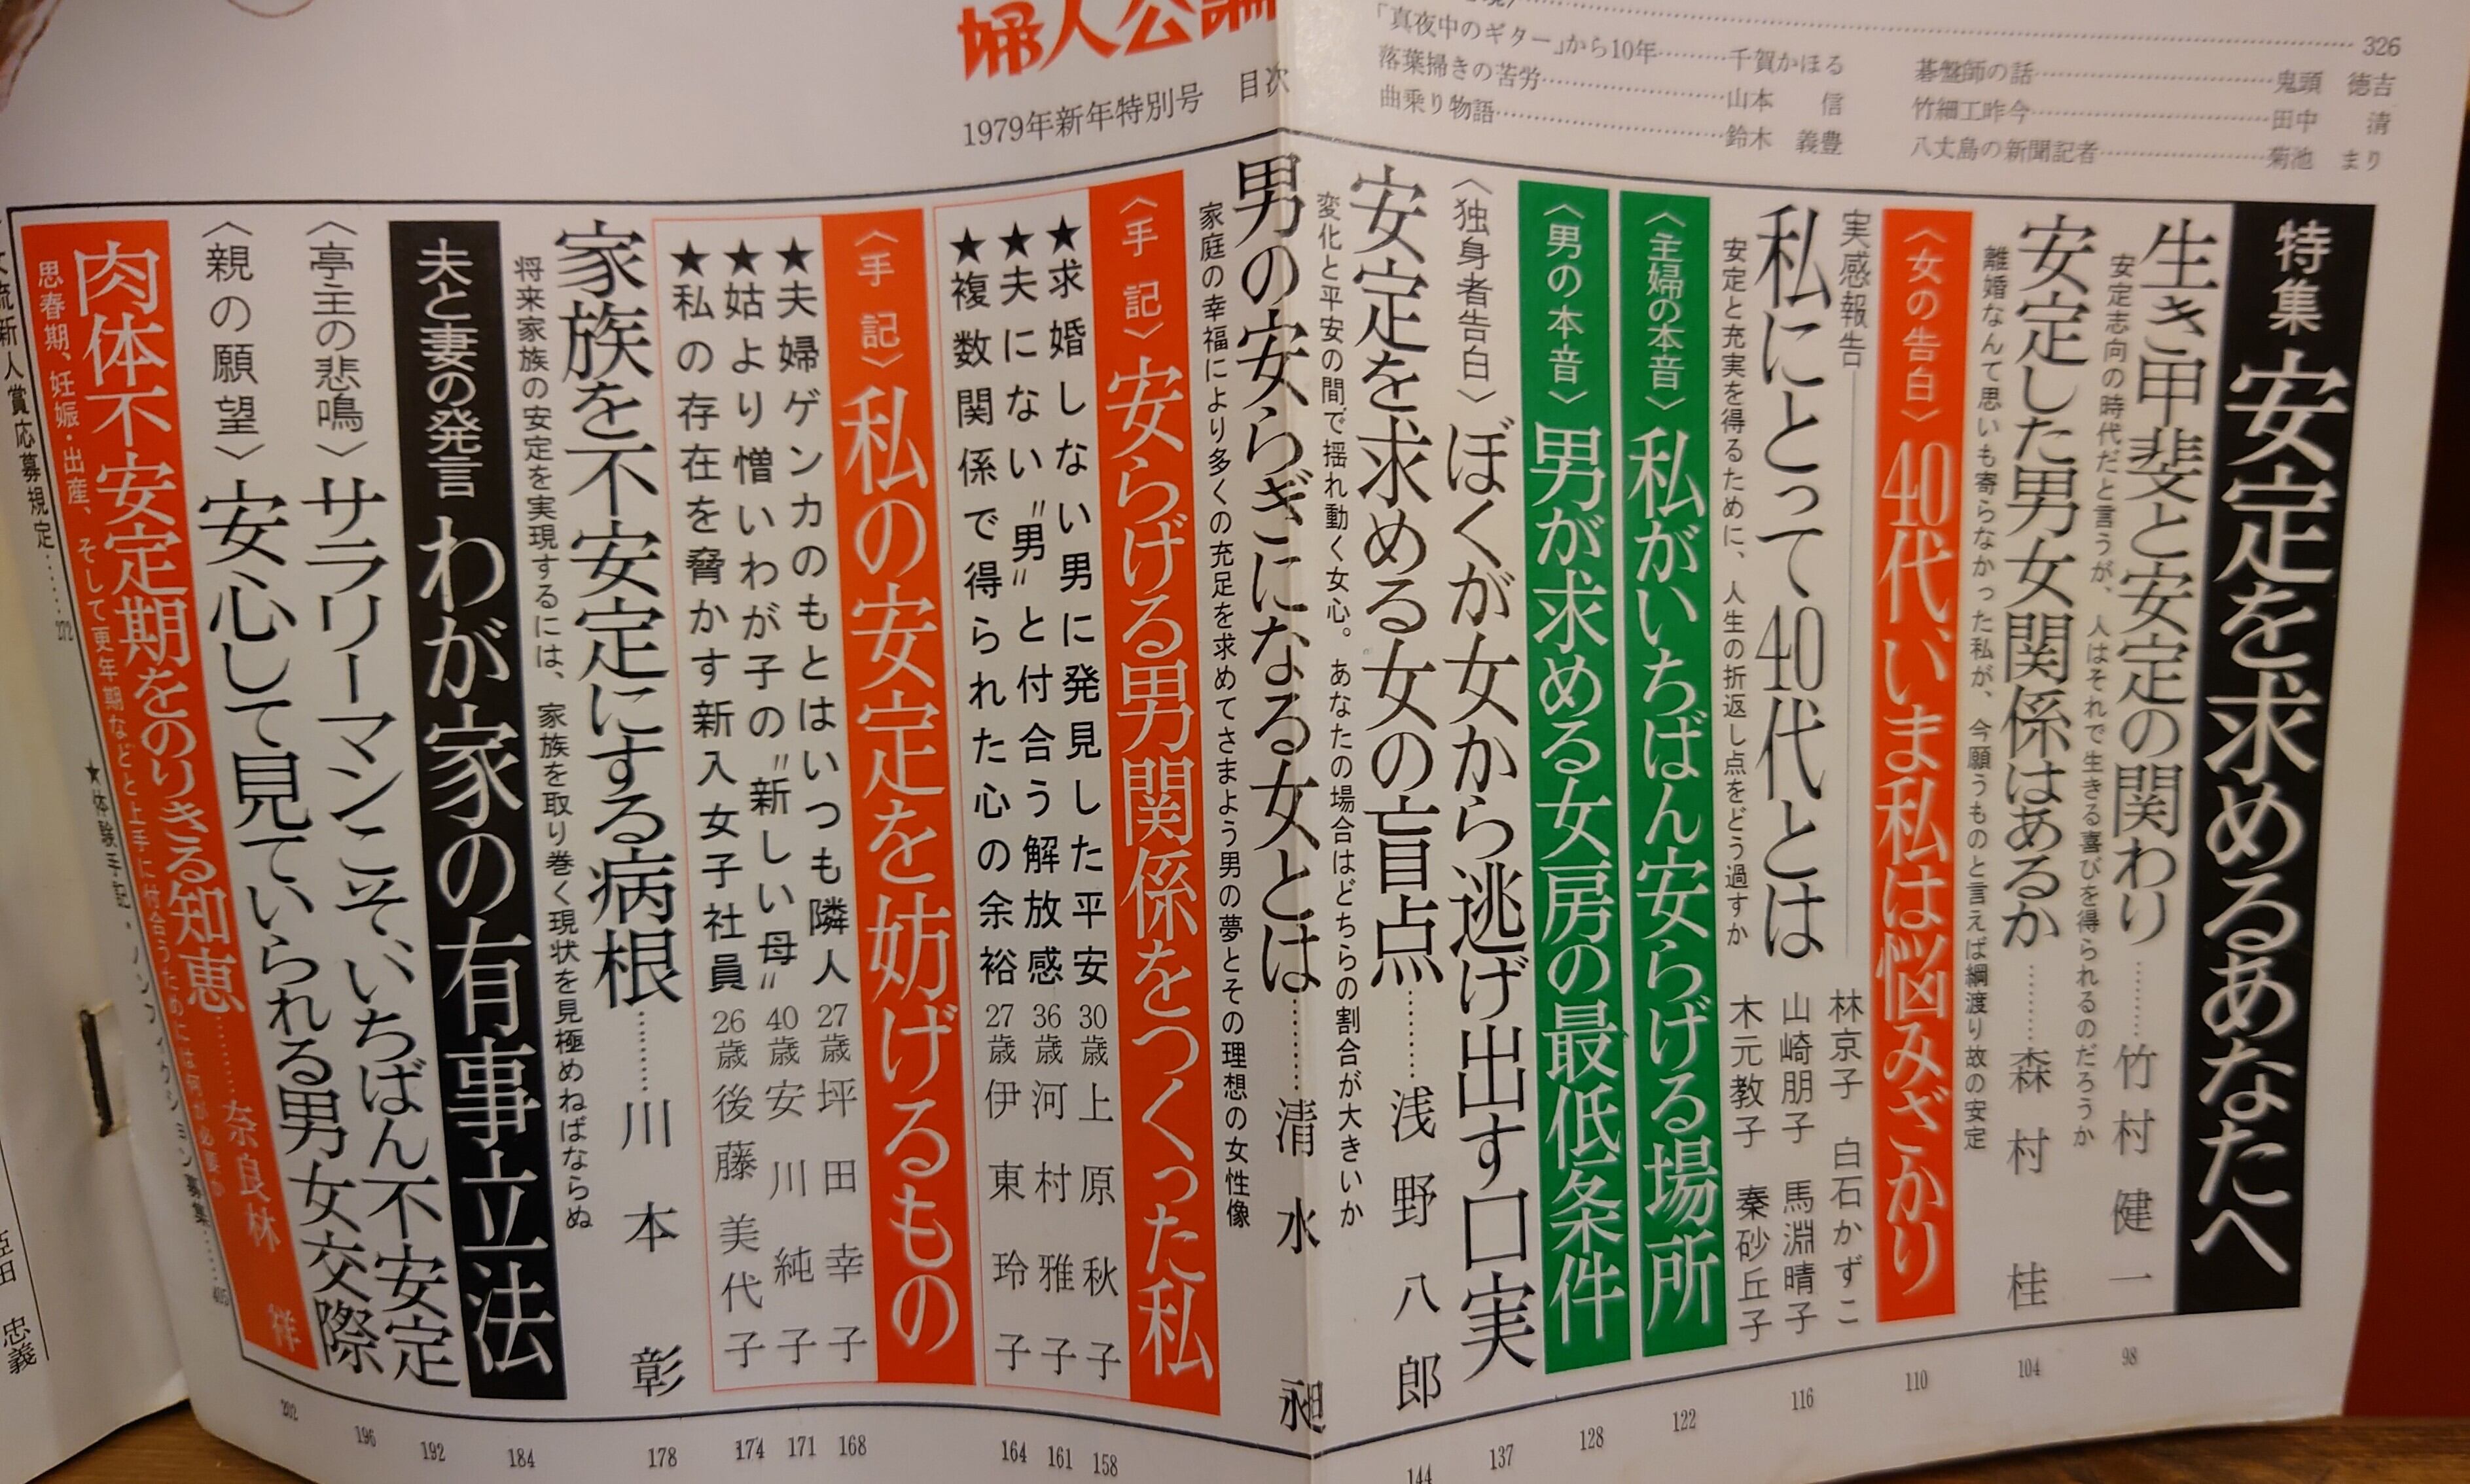 婦人公論
1979年新年特別号　目次
326
「真夜中のギター」から10年………千賀かほる
落葉掃きの苦労………山本　信
曲乗り物語………鈴木　義豊
碁盤師の話………鬼頭　徳吉
竹細工昨今………田中　清
八丈島の新聞記者………菊池　まり
特集 安定を求めるあなたへ
生き甲斐と安定の関わり………竹村健一 98
安定志向の時代だと言うが、人はそれで生きる喜びを得られるのだろうか
安定した男女関係はあるか………森村　桂 104
離婚なんて思いも寄らなかった私が、今願うものと言えば綱渡り故の安定
〈女の告白〉40代、いま私は悩みざかり 110
実感報告
私にとって40代とは 116
安定と充実を得るために、人生の折返し点をどう過すか
林京子　白石かずこ
山崎朋子　馬淵晴子
木元教子　秦砂丘子
〈主婦の本音〉私がいちばん安らげる場所 122
〈男の本音〉男が求める女房の最低条件 128
〈独身者告白〉ぼくが女から逃げ出す口実 137
安定を求める女の盲点………浅野八郎 144
変化と平安の間で揺れ動く女心。あなたの場合はどちらの割合が大きいか
男の安らぎになる女とは………清水
家庭の幸福により多くの充足を求めてさまよう男の夢とその理想の女性像
〈手記〉安らげる男関係をつくった私
★求婚しない男に発見した平安 30歳 上原秋子 158
★夫にない〝男〟と付合う解放感 36歳 河村雅子 161
★複数関係で得られた心の余裕 27歳 伊東玲子 164
〈手記〉私の安定を妨げるもの
★夫婦ゲンカのもとはいつも隣人 27歳 坪田幸子 168
★姑より憎いわが子の〝新しい母〟 40歳 安川純子 171
★私の存在を脅かす新入女子社員 26歳 後藤美代子 174
家族を不安定にする病根………川本　彰 178
将来家族の安定を実現するには、家族を取り巻く現状を見極めねばならぬ
夫と妻の発言 わが家の有事立法 184
〈亭主の悲鳴〉サラリーマンこそ、いちばん不安定 192
〈親の願望〉安心して見ていられる男女交際 196
肉体不安定期をのりきる知恵………奈良林　祥 202
思春期、妊娠・出産、そして更年期などと上手に付合うためには何が必要か
流新人賞応募規定……272
★体験手記・ノンフィクション募集……405
忠義